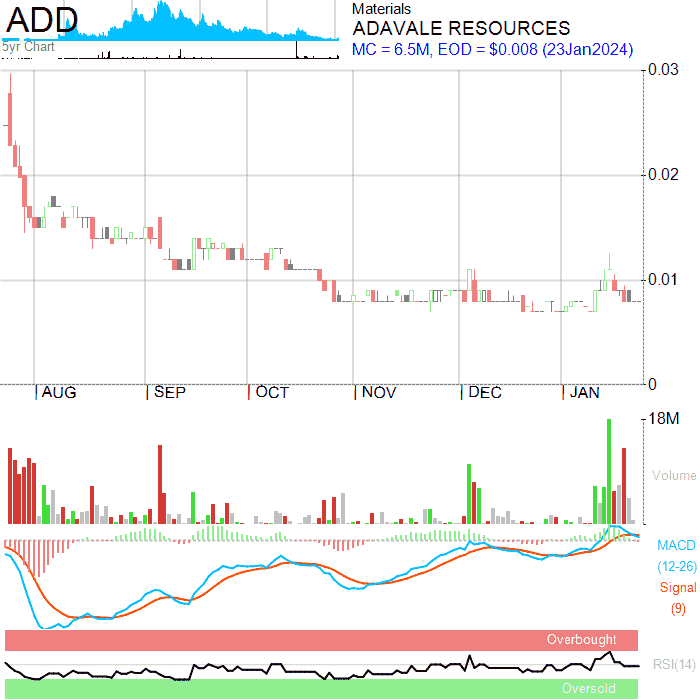 ADD
5yr Chart
Materials
ADAVALE RESOURCES
MC = 6.5M, EOD = $0.008 (23Jan2024)
0.03
0.02
0.01
0
AUG SEP OCT NOV DEC JAN
18M
Volume
MACD
(12-26)
Signal
(9)
Overbought
RSI(14)
Oversold